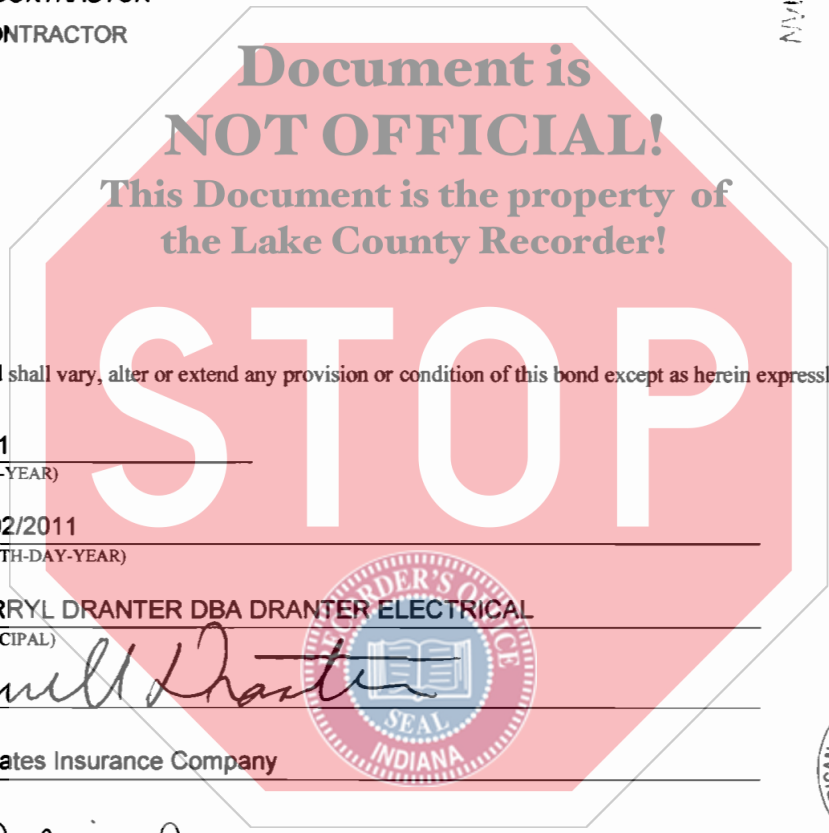 ONTRACTOR
Document is
NOT OFFICIAL!
This Document is the property of
the Lake County Recorder!
STOP
shall vary, alter or extend any provision or condition of this bond except as herein expressl
1
-YEAR)
02/2011
TH-DAY-YEAR)
RRYL DRANTER DBA DRANTER ELECTRICAL
CIPAL)
RECORDER'S OFFICE
SEAL
INDIANA
ates Insurance Company